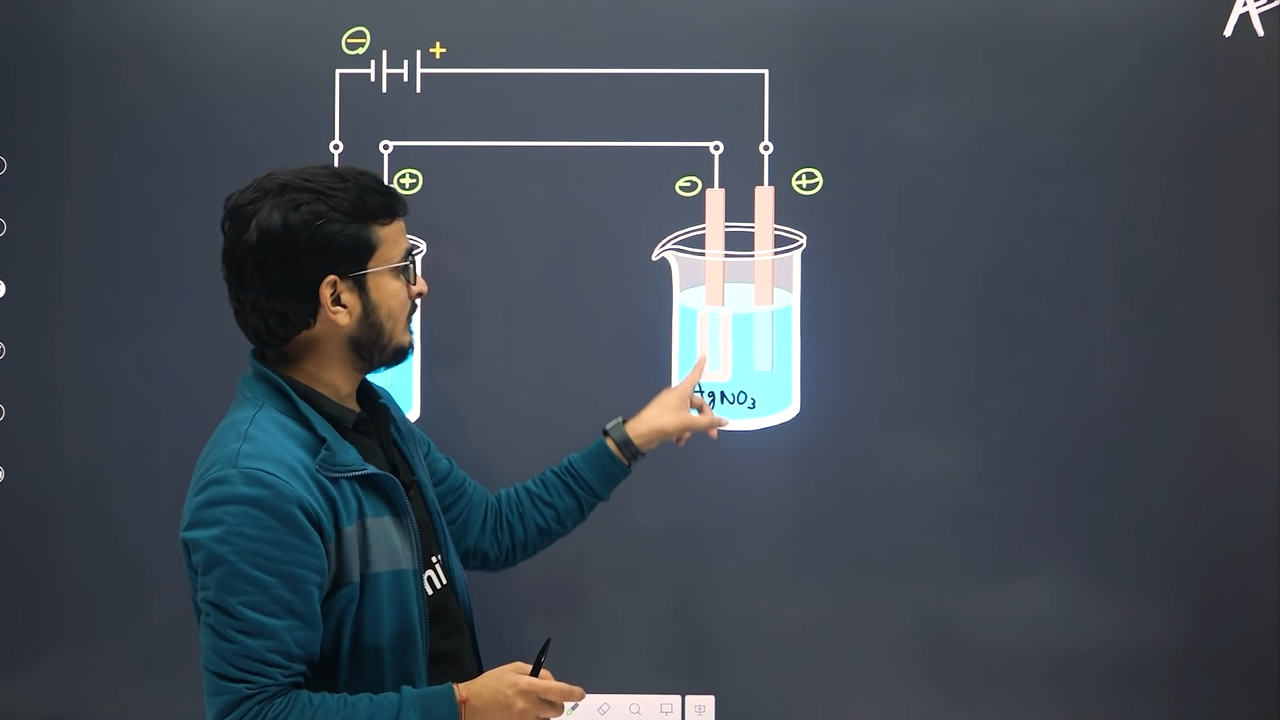 ⊖ +
⊕ ⊖ ⊕
AgNO₃